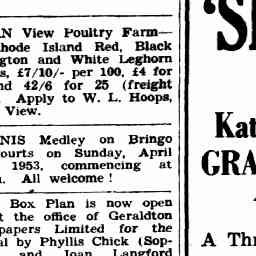 N View Poultry Farm—
hode Island Red, Black
ngton and White Leghorn
s, £7/10/- per 100, £4 for
nd 42/6 for 25 (freight
. Apply to W. L. Hoops,
View.
NIS Medley on Bringo
ourts on Sunday, April
1953, commencing at
. All welcome!
Box Plan is now open
t the office of Geraldton
papers Limited for the
al by Phyllis Chick (Sop-
and Joan Langford
Kat
GRA
A Thr